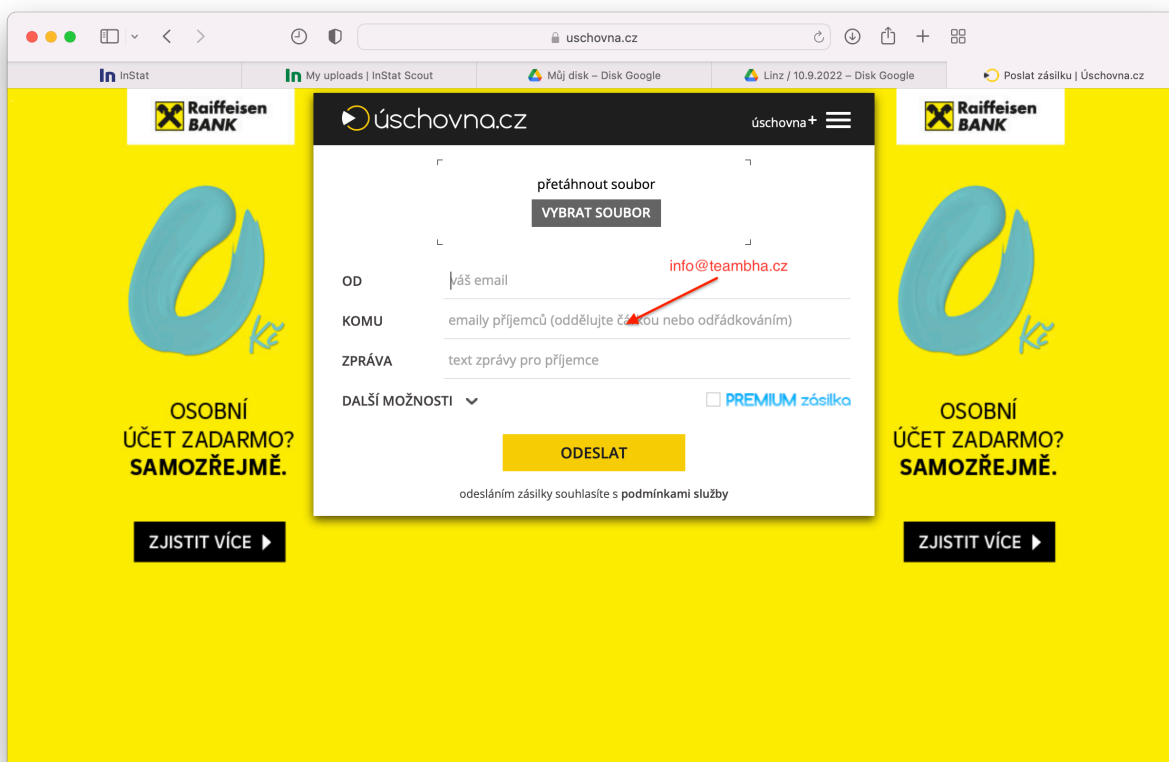 uschovna.cz
InStat
My uploads | InStat Scout
Můj disk – Disk Google
Linz / 10.9.2022 – Disk Google
Poslat zásilku | Úschovna.cz
Raiffeisen
BANK
0 Kč
OSOBNÍ
ÚČET ZADARMO?
SAMOZŘEJMĚ.
ZJISTIT VÍCE
úschovna.cz
úschovna+
přetáhnout soubor
VYBRAT SOUBOR
info@teambha.cz
OD váš email
KOMU emaily příjemců (oddělujte čárkou nebo odřádkováním)
ZPRÁVA text zprávy pro příjemce
DALŠÍ MOŽNOSTI PREMIUM zásilka
ODESLAT
odesláním zásilky souhlasíte s podmínkami služby
Raiffeisen
BANK
0 Kč
OSOBNÍ
ÚČET ZADARMO?
SAMOZŘEJMĚ.
ZJISTIT VÍCE